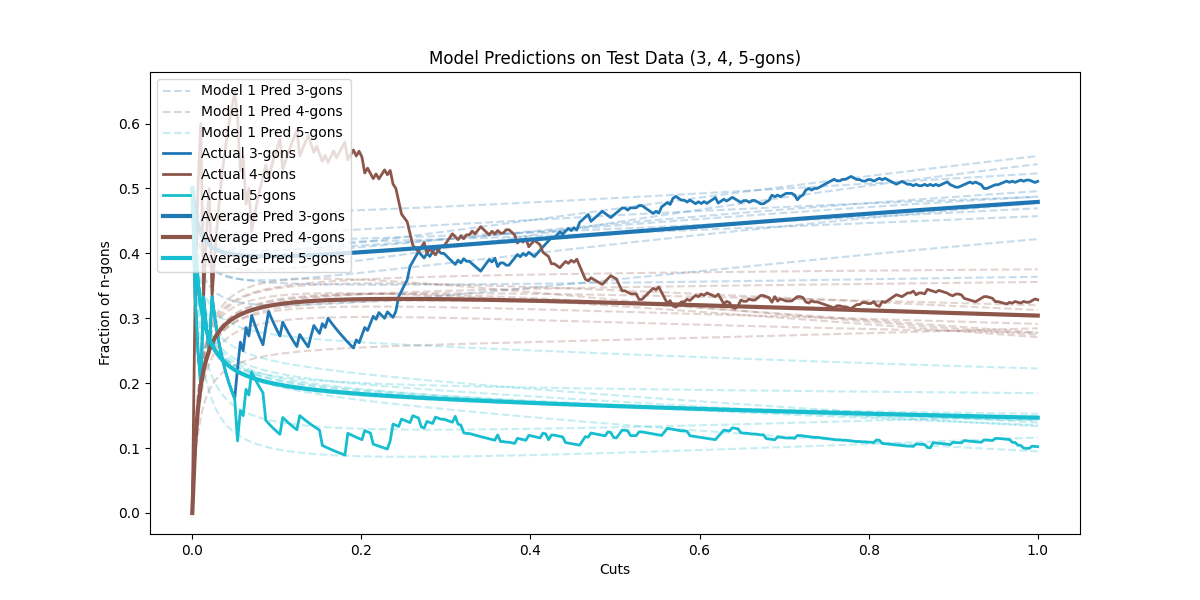 Model Predictions on Test Data (3, 4, 5-gons)
Model 1 Pred 3-gons
Model 1 Pred 4-gons
Model 1 Pred 5-gons
Actual 3-gons
Actual 4-gons
Actual 5-gons
Average Pred 3-gons
Average Pred 4-gons
Average Pred 5-gons
Fraction of n-gons
0.6
0.5
0.4
0.3
0.2
0.1
0.0
0.0 0.2 0.4 0.6 0.8 1.0
Cuts